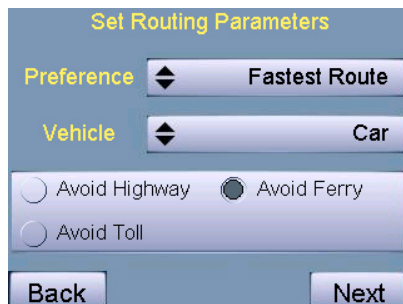 Set Routing Parameters
Preference Fastest Route
Vehicle Car
Avoid Highway Avoid Ferry
Avoid Toll
Back Next